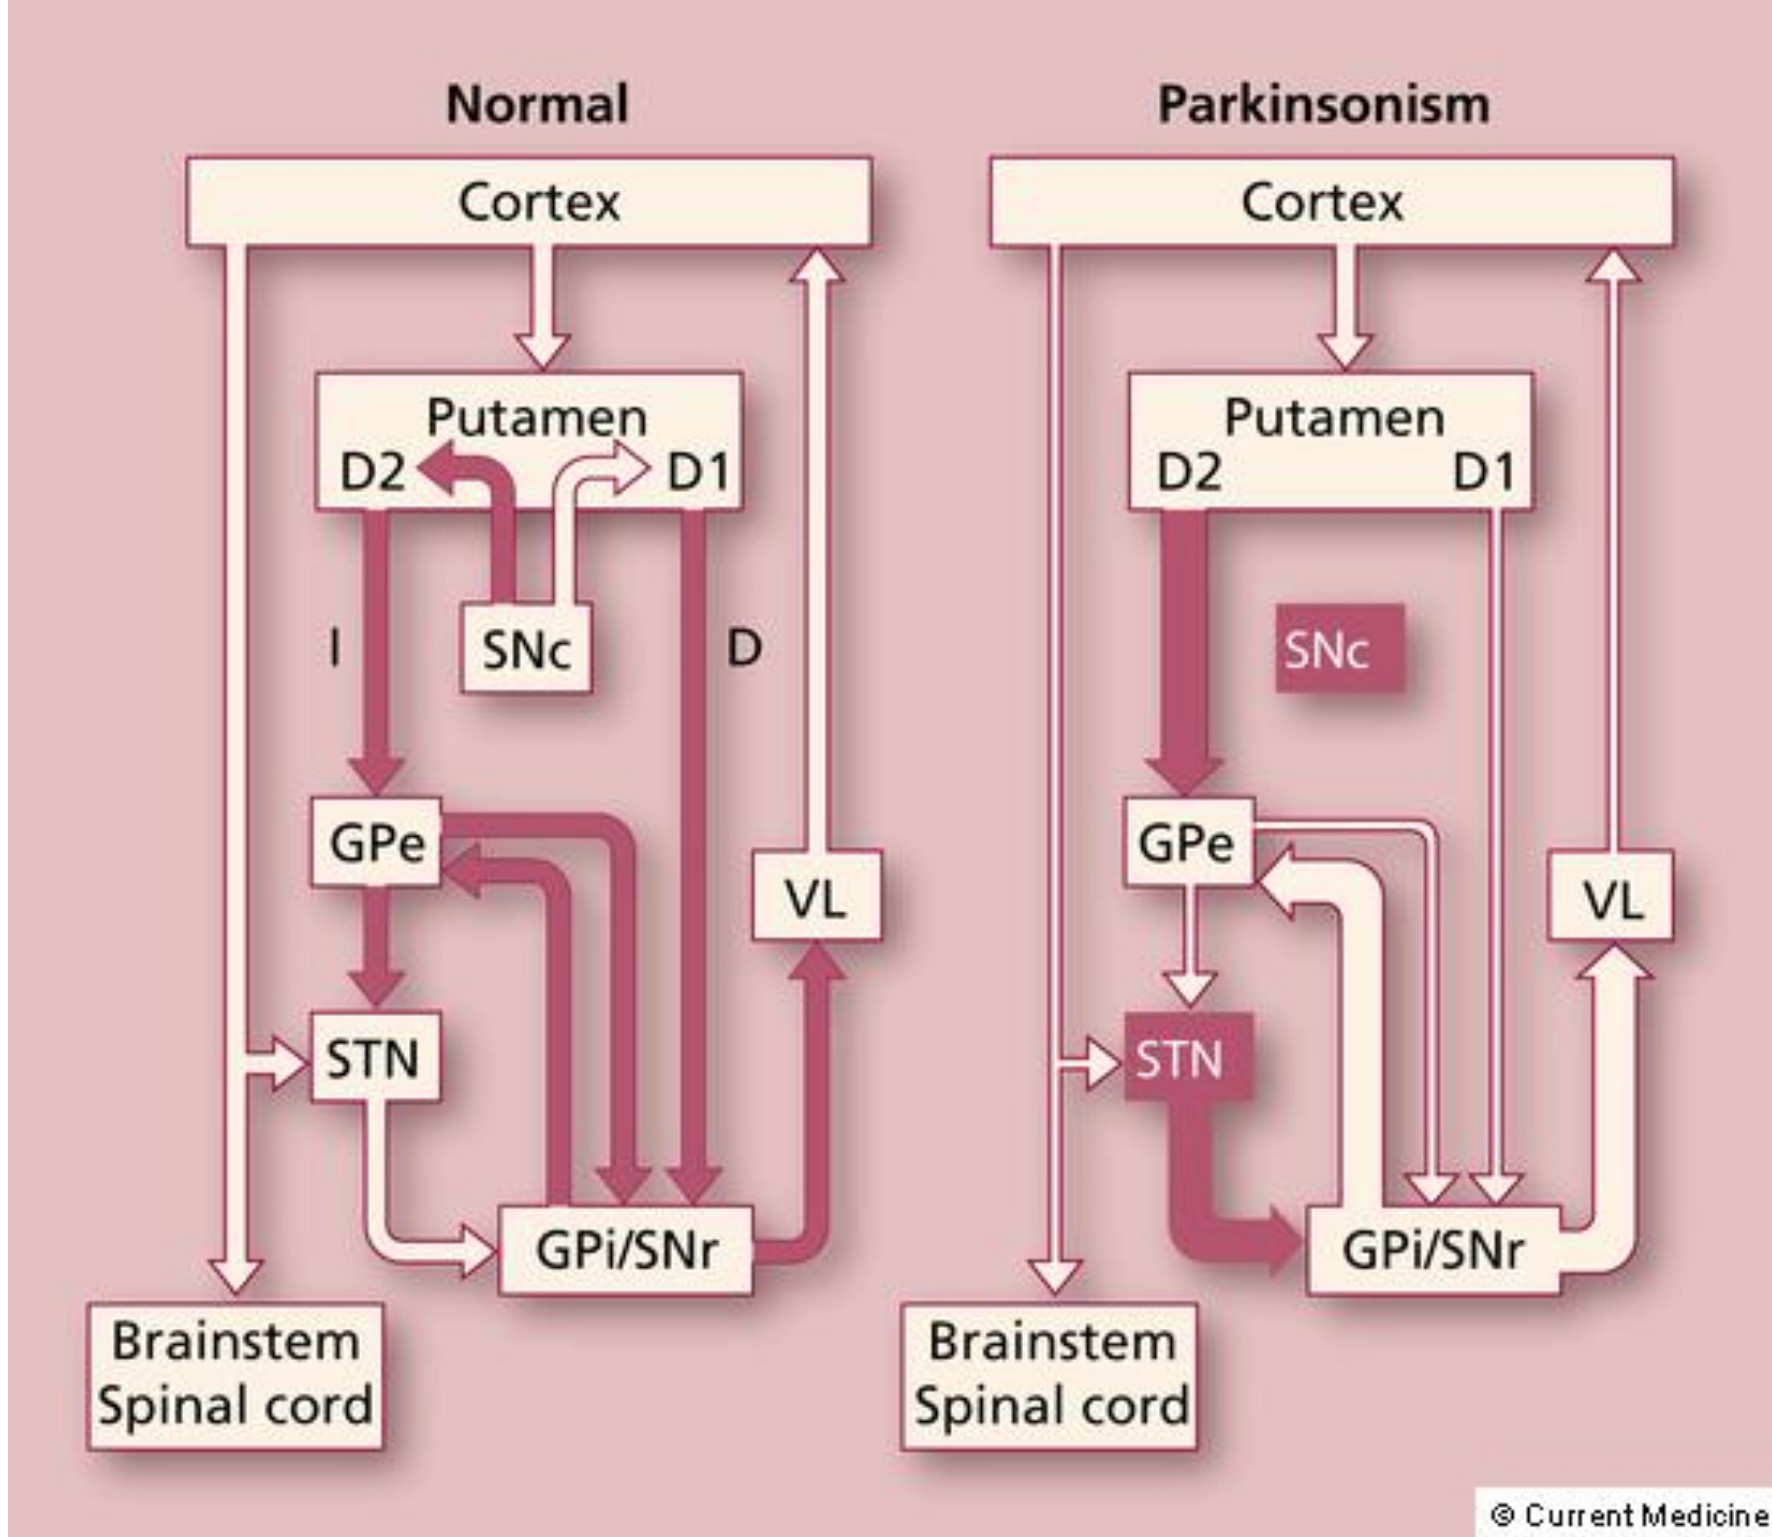 Normal
Cortex
Putamen
D2 D1
I SNc D
GPe
VL
STN
GPi/SNr
Brainstem
Spinal cord
Parkinsonism
Cortex
Putamen
D2 D1
SNc
GPe
VL
STN
GPi/SNr
Brainstem
Spinal cord
© Current Medicine